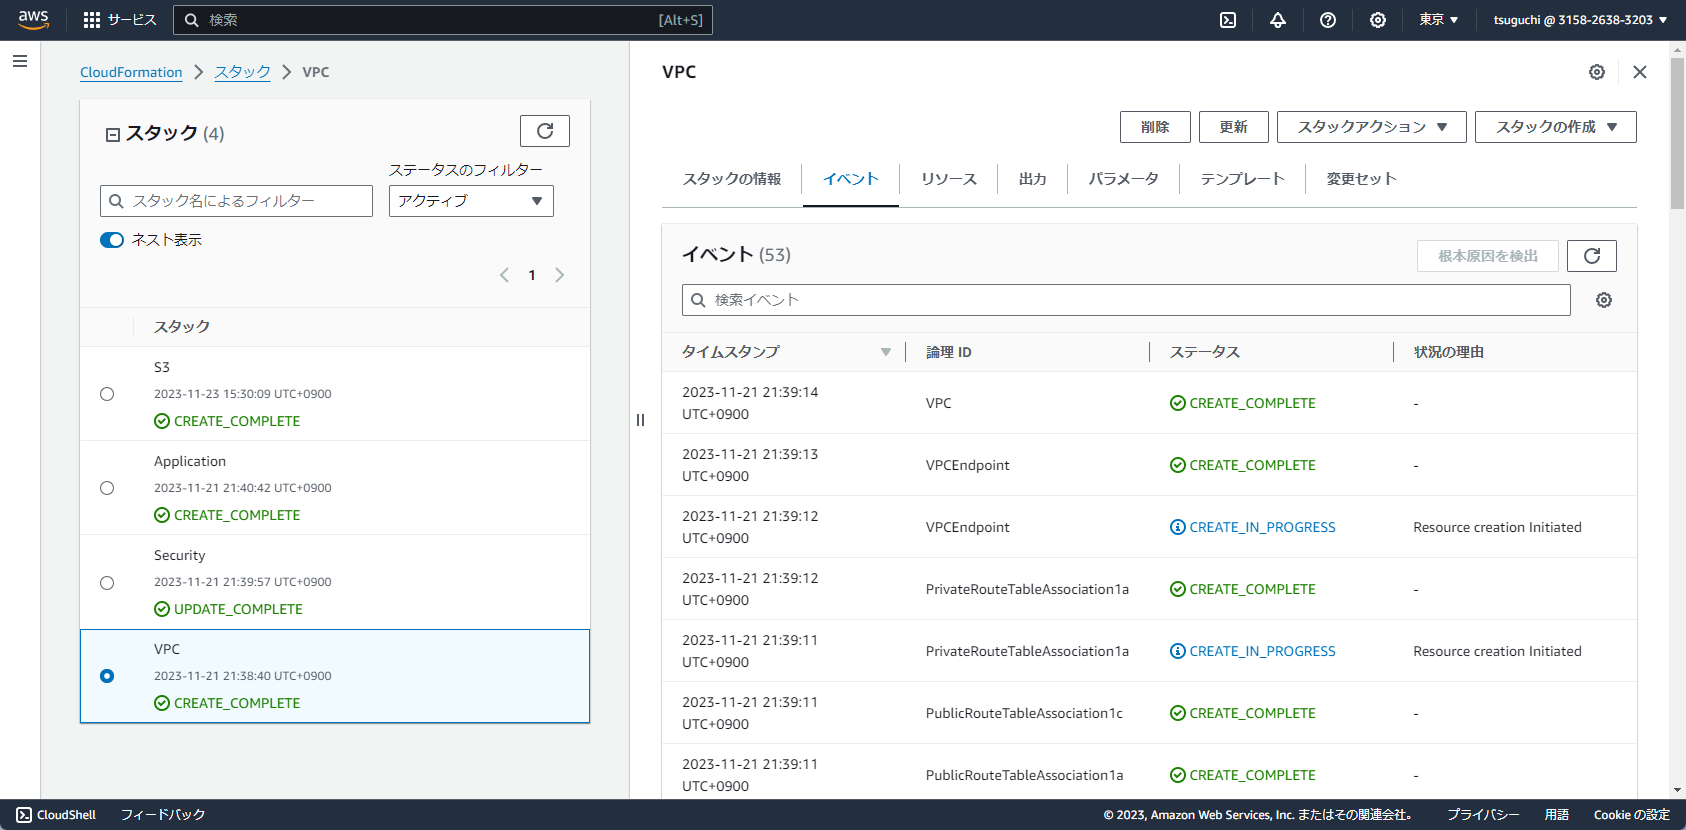 aws サービス 検索 [Alt+S] 東京 ▼ tsuguchi @ 3158-2638-3203 ▼
CloudFormation > スタック > VPC
スタック (4)
ステータスのフィルター
スタック名によるフィルター アクティブ
ネスト表示
1
スタック
S3
2023-11-23 15:30:09 UTC+0900
CREATE_COMPLETE
Application
2023-11-21 21:40:42 UTC+0900
CREATE_COMPLETE
Security
2023-11-21 21:39:57 UTC+0900
UPDATE_COMPLETE
VPC
2023-11-21 21:38:40 UTC+0900
CREATE_COMPLETE
VPC
削除 更新 スタックアクション ▼ スタックの作成 ▼
スタックの情報 イベント リソース 出力 パラメータ テンプレート 変更セット
イベント (53) 根本原因を検出
検索イベント
タイムスタンプ 論理 ID ステータス 状況の理由
2023-11-21 21:39:14 UTC+0900 VPC CREATE_COMPLETE -
2023-11-21 21:39:13 UTC+0900 VPCEndpoint CREATE_COMPLETE -
2023-11-21 21:39:12 UTC+0900 VPCEndpoint CREATE_IN_PROGRESS Resource creation Initiated
2023-11-21 21:39:12 UTC+0900 PrivateRouteTableAssociation1a CREATE_COMPLETE -
2023-11-21 21:39:11 UTC+0900 PrivateRouteTableAssociation1a CREATE_IN_PROGRESS Resource creation Initiated
2023-11-21 21:39:11 UTC+0900 PublicRouteTableAssociation1c CREATE_COMPLETE -
2023-11-21 21:39:11 UTC+0900 PublicRouteTableAssociation1a CREATE_COMPLETE -
CloudShell フィードバック © 2023, Amazon Web Services, Inc. またはその関連会社。 プライバシー 用語 Cookie の設定